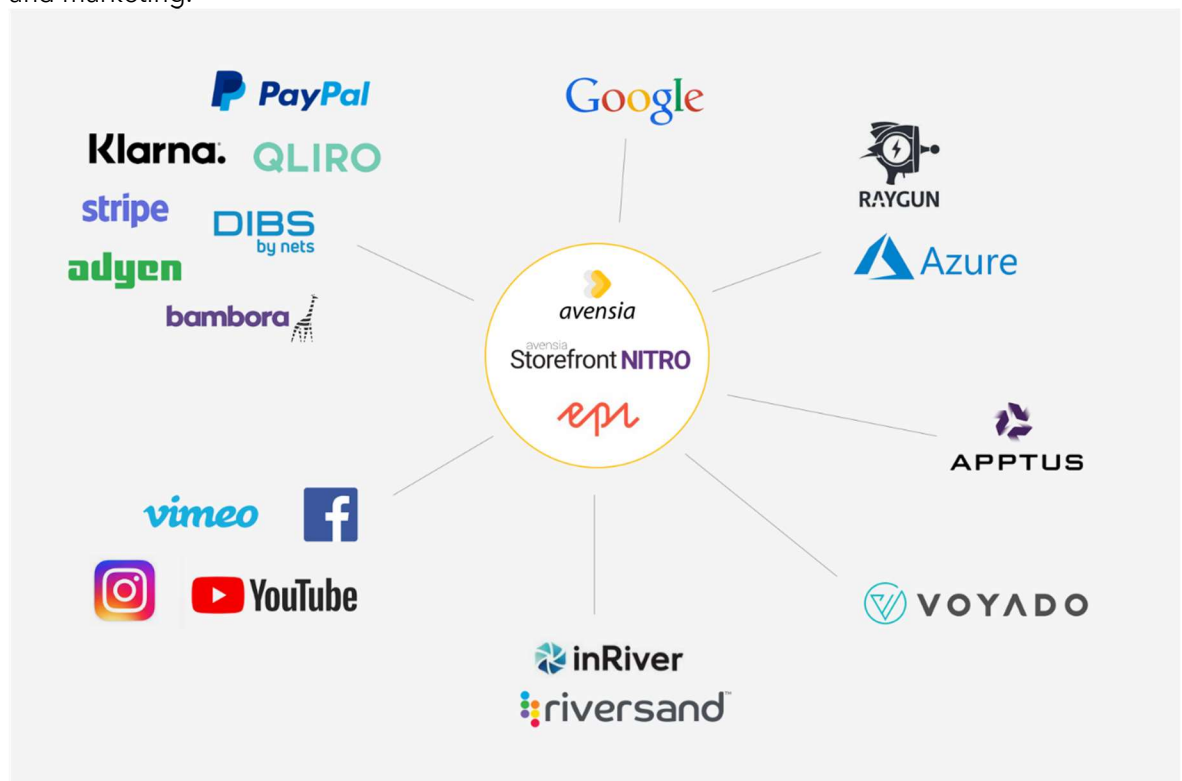 and marketing.
PayPal
Google
Klarna.
QLIRO
RAYGUN
stripe
DIBS
by nets
Azure
adyen
bambora
avensia
avensia
Storefront NITRO
epi
APPTUS
vimeo
f
YouTube
VOYADO
inRiver
riversand™